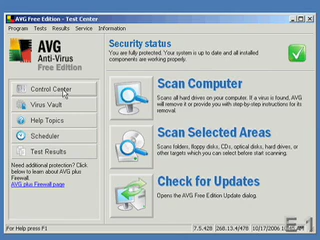 AVG Free Edition - Test Center
Program Tests Results Service Information
AVG
Anti-Virus
Free Edition
Security status
You are fully protected. Your system is up to date and all installed
components are working properly.
Control Center
Virus Vault
Help Topics
Scheduler
Test Results
Need additional protection? Click
below to learn about AVG plus
Firewall.
AVG plus Firewall page
Scan Computer
Scans all hard drives on your computer. If a virus is found, AVG
will remove it or provide you with step-by-step instructions for its
removal.
Scan Selected Areas
Scans folders, floppy disks, CDs, optical disks, hard drives, or
other targets which you can select before start scanning.
Check for Updates
Opens the AVG Free Edition Update dialog.
For Help press F1
7.5.428 268.13.4/478 10/17/2006